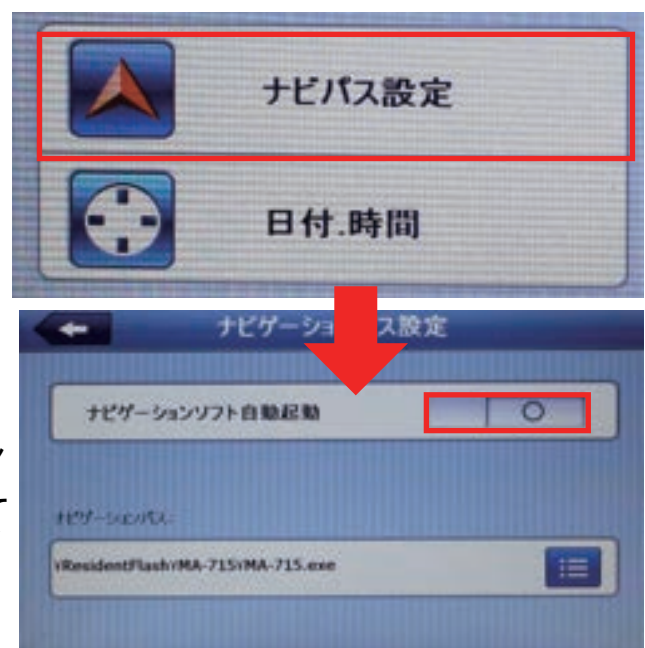 ナビパス設定
日付.時間
ナビゲーショ ス設定
ナビゲーションソフト自動起動
ナビゲーションパス:
¥ResidentFlash¥MA-715¥MA-715.exe